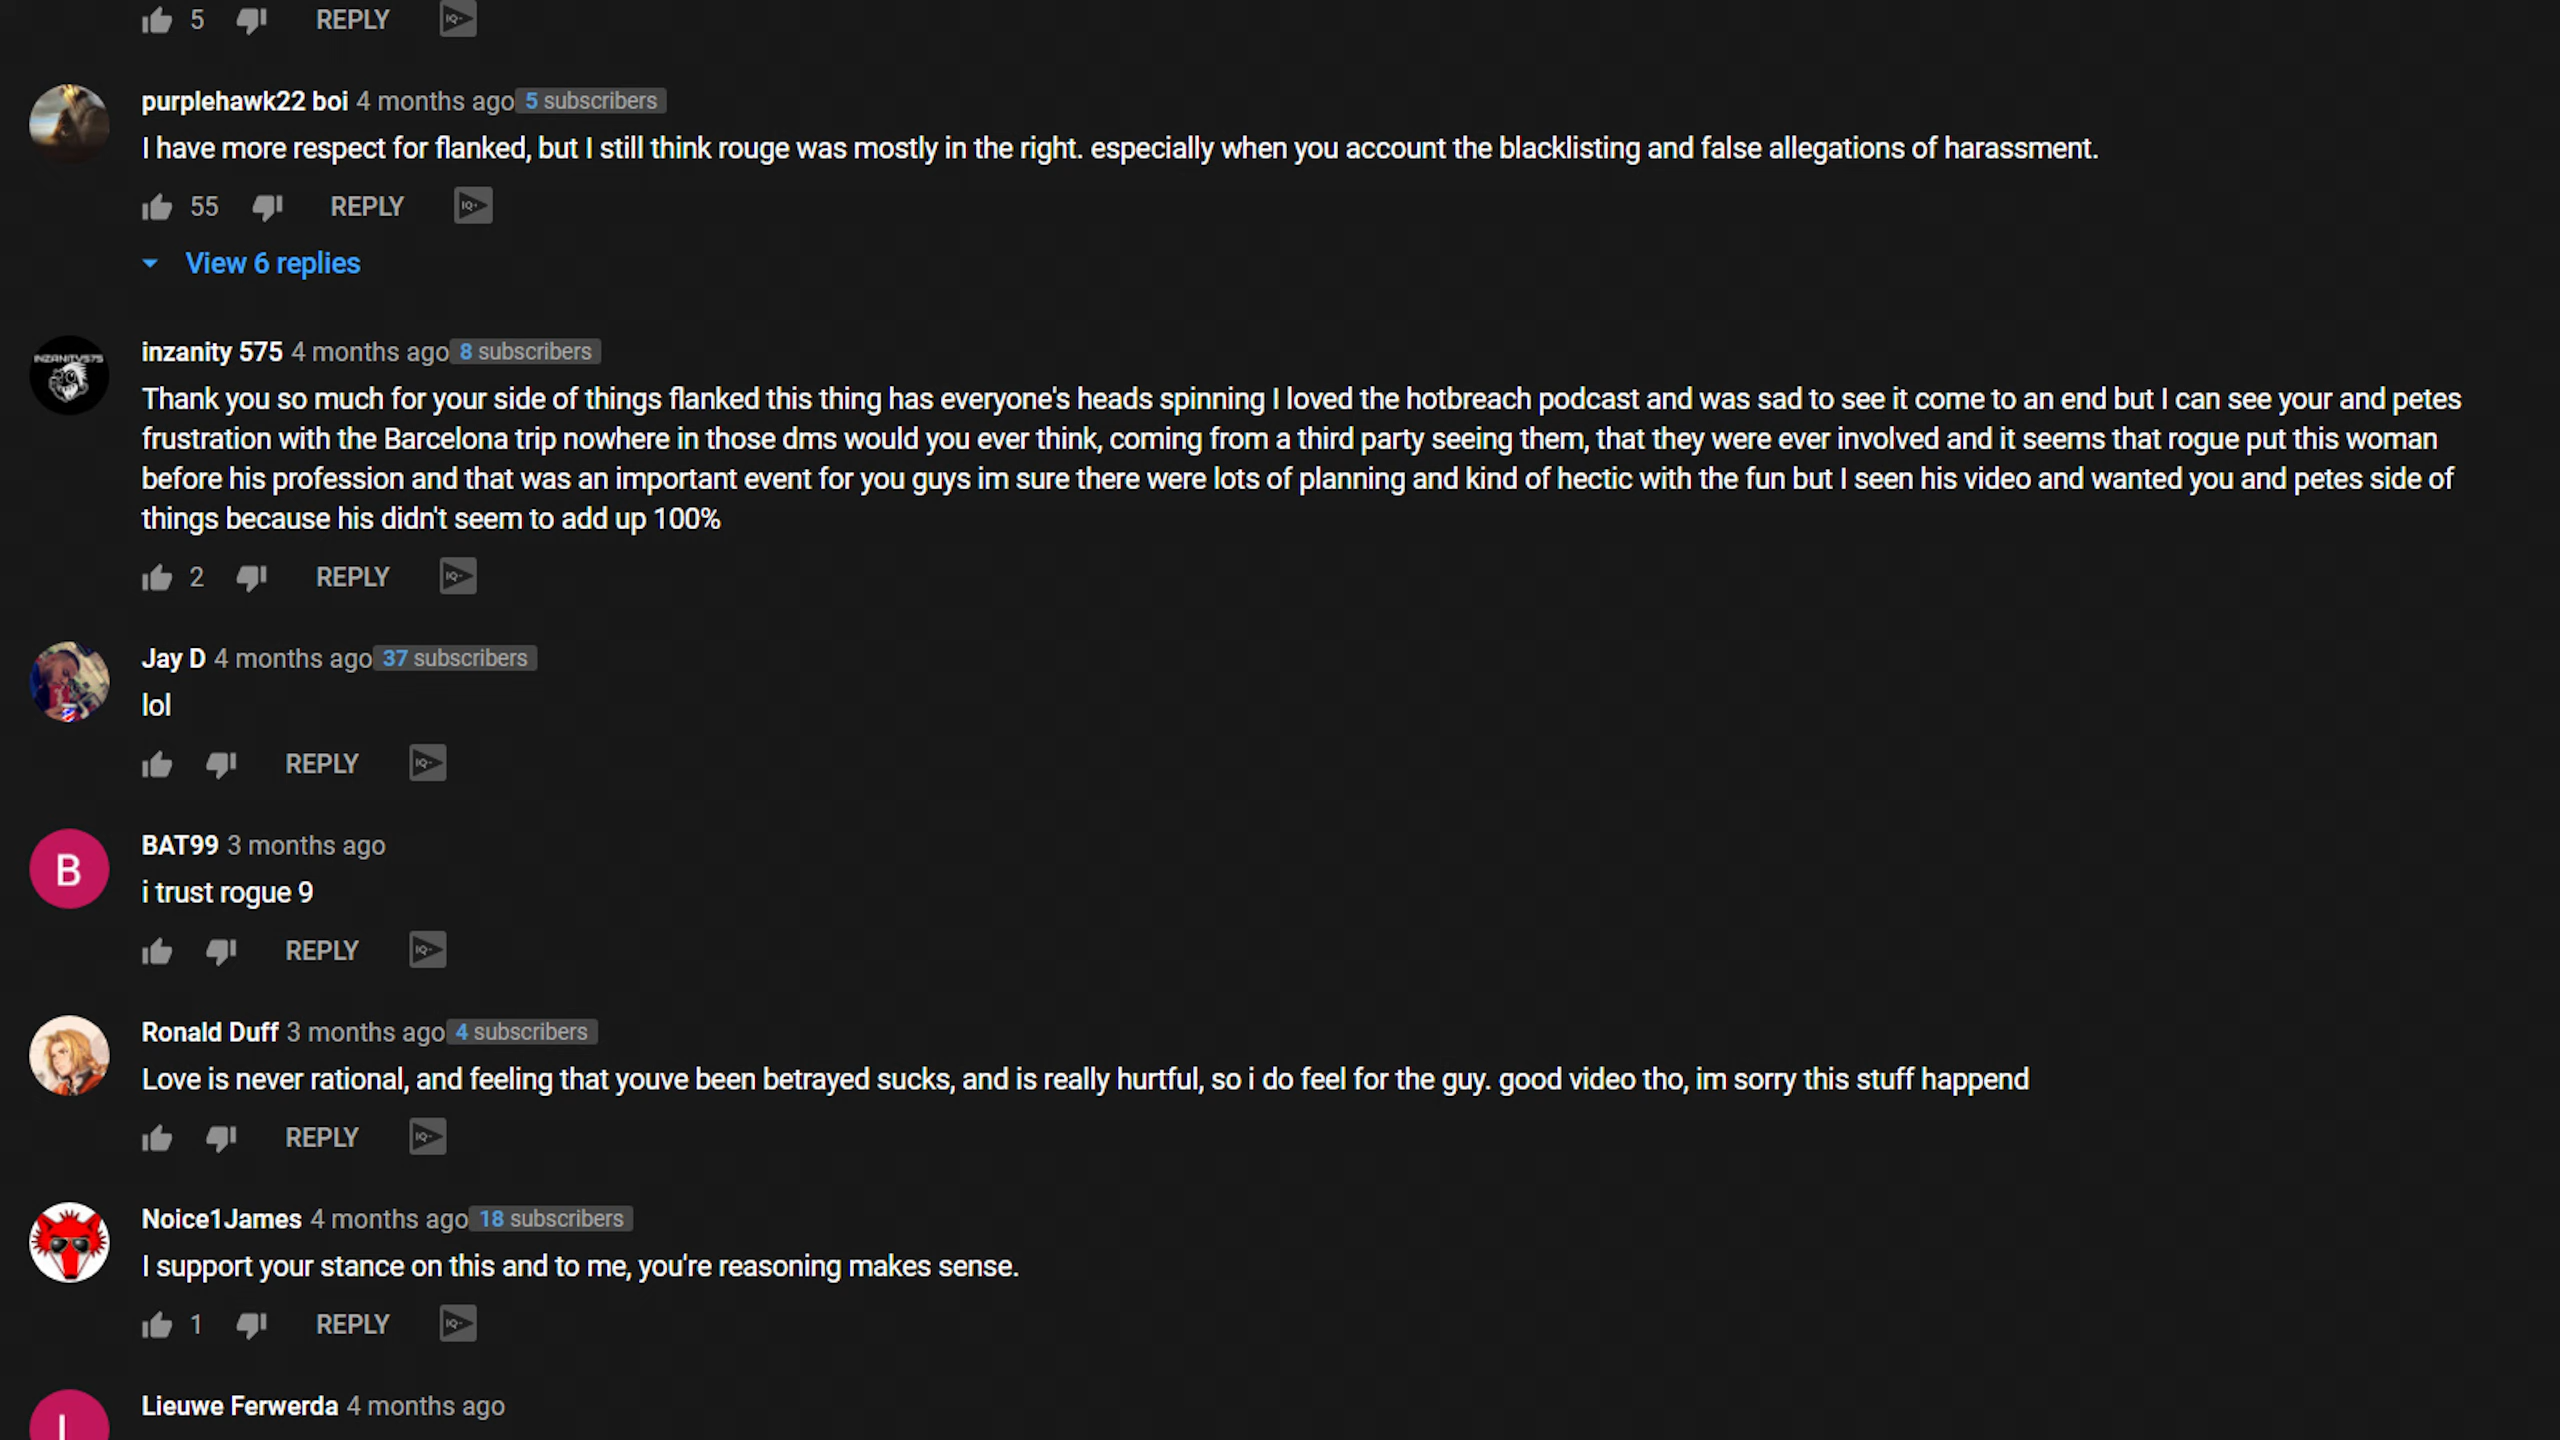 5 REPLY IQ
purplehawk22 boi 4 months ago 5 subscribers
I have more respect for flanked, but I still think rouge was mostly in the right. especially when you account the blacklisting and false allegations of harassment.
55 REPLY IQ
View 6 replies
INZANITY575
inzanity 575 4 months ago 8 subscribers
Thank you so much for your side of things flanked this thing has everyone's heads spinning I loved the hotbreach podcast and was sad to see it come to an end but I can see your and petes
frustration with the Barcelona trip nowhere in those dms would you ever think, coming from a third party seeing them, that they were ever involved and it seems that rogue put this woman
before his profession and that was an important event for you guys im sure there were lots of planning and kind of hectic with the fun but I seen his video and wanted you and petes side of
things because his didn't seem to add up 100%
2 REPLY IQ
Jay D 4 months ago 37 subscribers
lol
REPLY IQ
B
BAT99 3 months ago
i trust rogue 9
REPLY IQ
Ronald Duff 3 months ago 4 subscribers
Love is never rational, and feeling that youve been betrayed sucks, and is really hurtful, so i do feel for the guy. good video tho, im sorry this stuff happend
REPLY IQ
Noice1James 4 months ago 18 subscribers
I support your stance on this and to me, you're reasoning makes sense.
1 REPLY IQ
L
Lieuwe Ferwerda 4 months ago